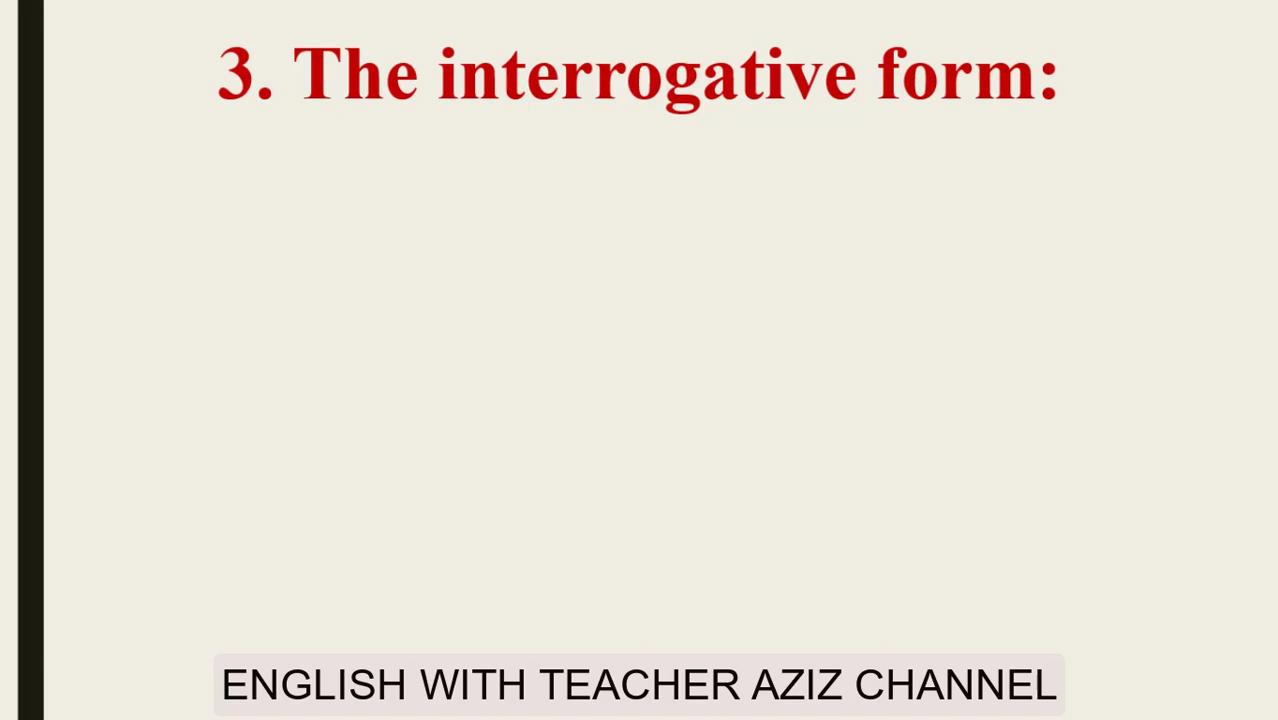 3. The interrogative form:
ENGLISH WITH TEACHER AZIZ CHANNEL